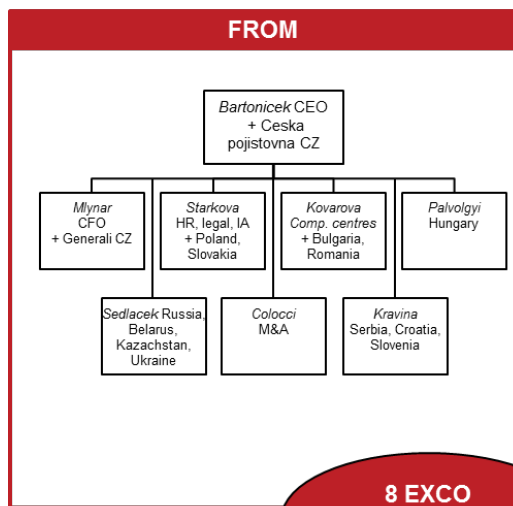 FROM
Bartonicek CEO
+ Ceska
pojistovna CZ
Mlynar
CFO
+ Generali CZ
Starkova
HR, legal, IA
+ Poland,
Slovakia
Kovarova
Comp. centres
+ Bulgaria,
Romania
Palvolgyi
Hungary
Sedlacek Russia,
Belarus,
Kazachstan,
Ukraine
Colocci
M&A
Kravina
Serbia, Croatia,
Slovenia
8 EXCO